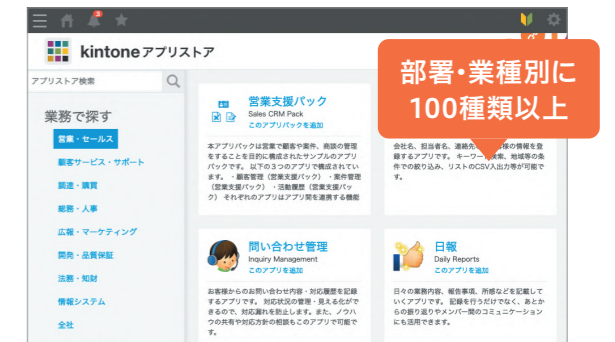 kintone アプリストア
部署・業種別に
100種類以上
アプリストア検索
業務で探す
営業・セールス
顧客サービス・サポート
調達・購買
総務・人事
広報・マーケティング
開発・品質保証
法務・知財
情報システム
全社
営業支援パック
Sales CRM Pack
このアプリパックを追加
本アプリパックは営業で顧客や案件、商談の管理
をすることを目的に構成されたサンプルのアプリ
パックです。 以下の3つのアプリで構成されてい
ます。 ・顧客管理（営業支援パック） ・案件管理
（営業支援パック） ・活動履歴（営業支援パッ
ク） それぞれのアプリはアプリ間を連携する機能
会社名、担当者名、連絡先
様の情報を登
録するアプリです。 キーワー
検索、地域等の条
件での絞り込み、リストのCSV入出力等が可能で
す。
問い合わせ管理
Inquiry Management
このアプリを追加
お客様からのお問い合わせ内容・対応履歴を記録
するアプリです。 対応状況の管理・見える化がで
きるので、対応漏れを防止します。また、ノウハ
ウの共有や対応方針の相談もこのアプリで可能で
す。
日報
Daily Reports
このアプリを追加
日々の業務内容、報告事項、所感などを記載して
いくアプリです。 記録を行うだけでなく、あとか
らの振り返りやメンバー間のコミュニケーション
にも活用できます。